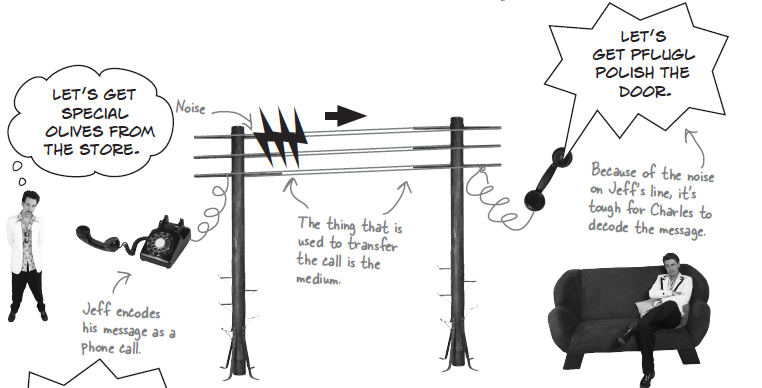 LET'S
GET PFLUGL
POLISH THE
DOOR.
LET'S GET
SPECIAL
OLIVES FROM
THE STORE.
Noise
Because of the noise
on Jeff's line, it's
tough for Charles to
decode the message.
The thing that is
used to transfer
the call is the
medium.
Jeff encodes
his message as a
phone call.